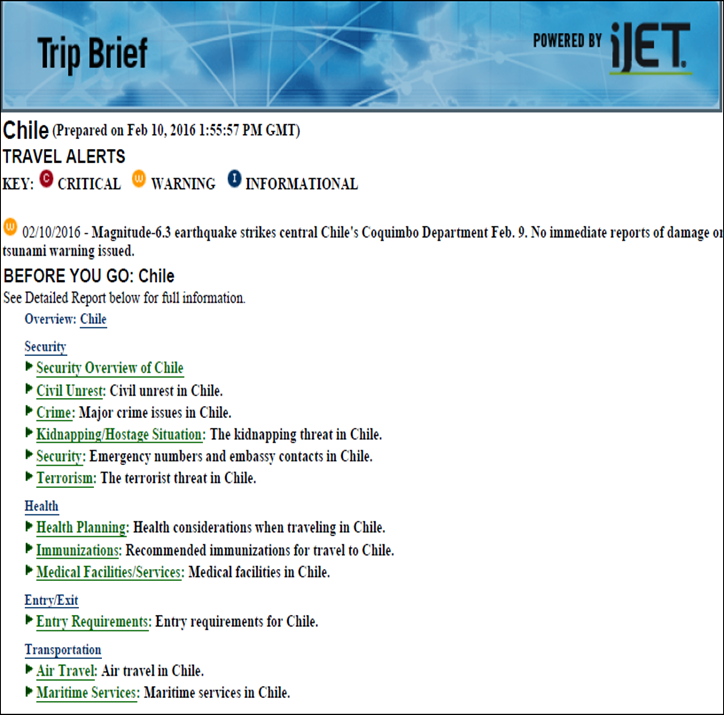 Trip Brief
POWERED BY iJET.
Chile (Prepared on Feb 10, 2016 1:55:57 PM GMT)
TRAVEL ALERTS
KEY: C CRITICAL W WARNING I INFORMATIONAL
W 02/10/2016 - Magnitude-6.3 earthquake strikes central Chile's Coquimbo Department Feb. 9. No immediate reports of damage or
tsunami warning issued.
BEFORE YOU GO: Chile
See Detailed Report below for full information.
Overview: Chile
Security
Security Overview of Chile
Civil Unrest: Civil unrest in Chile.
Crime: Major crime issues in Chile.
Kidnapping/Hostage Situation: The kidnapping threat in Chile.
Security: Emergency numbers and embassy contacts in Chile.
Terrorism: The terrorist threat in Chile.
Health
Health Planning: Health considerations when traveling in Chile.
Immunizations: Recommended immunizations for travel to Chile.
Medical Facilities/Services: Medical facilities in Chile.
Entry/Exit
Entry Requirements: Entry requirements for Chile.
Transportation
Air Travel: Air travel in Chile.
Maritime Services: Maritime services in Chile.